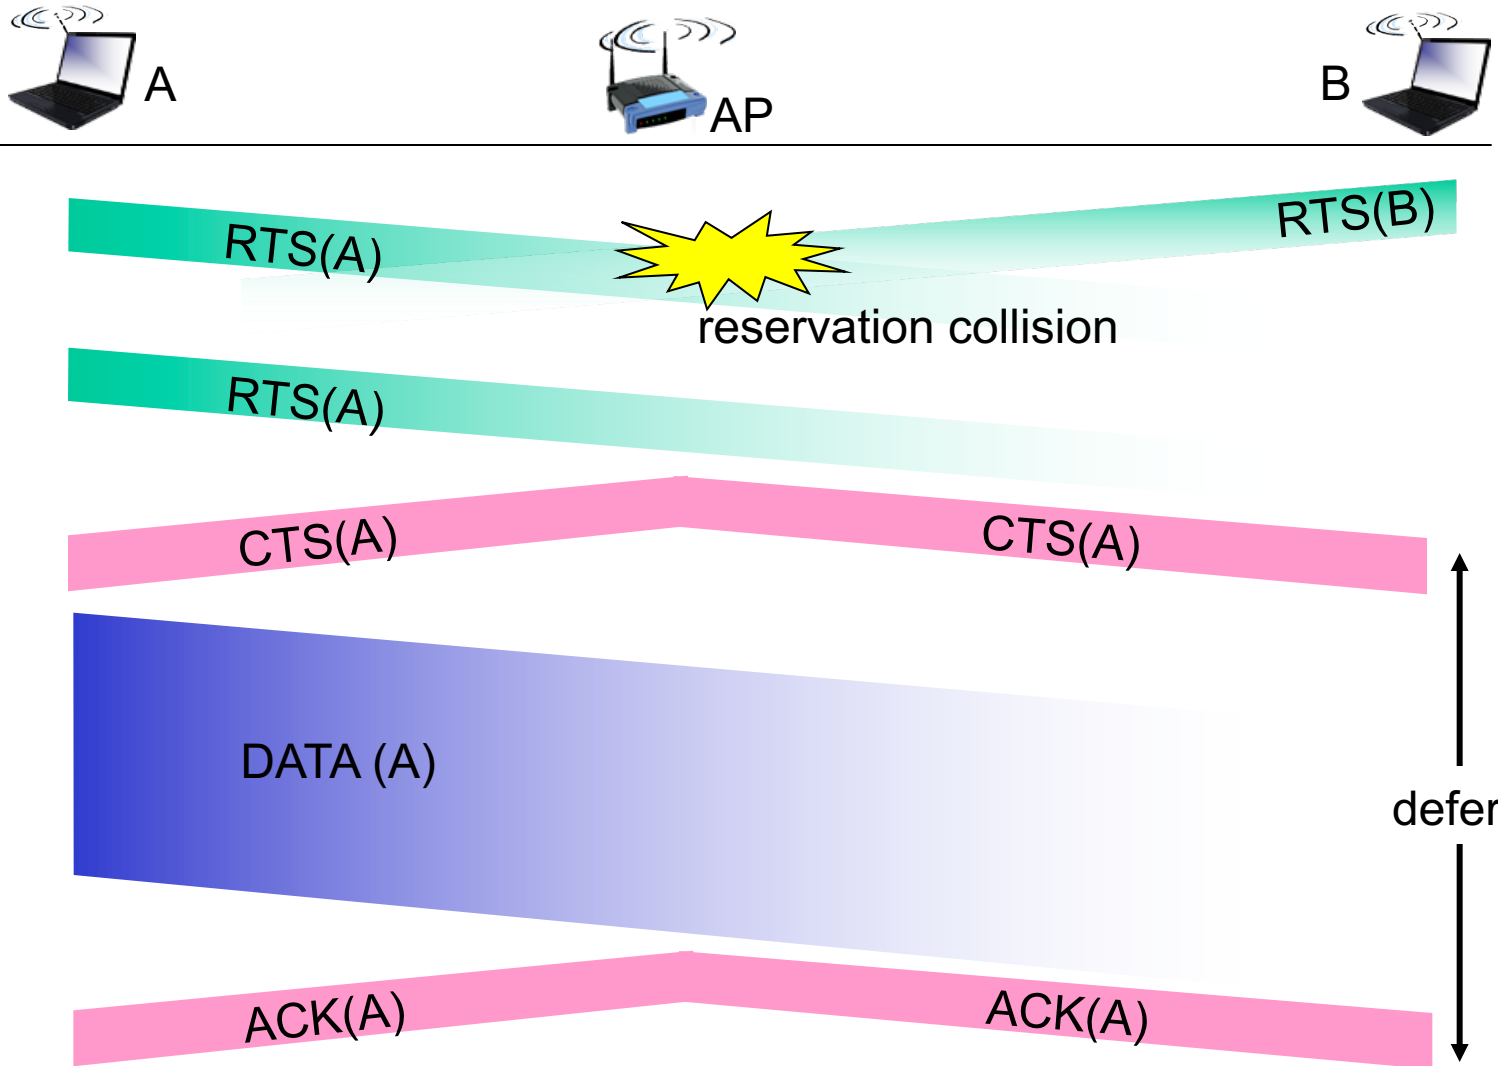 A
AP
B
RTS(A)
RTS(B)
reservation collision
RTS(A)
CTS(A)
CTS(A)
DATA (A)
defer
ACK(A)
ACK(A)